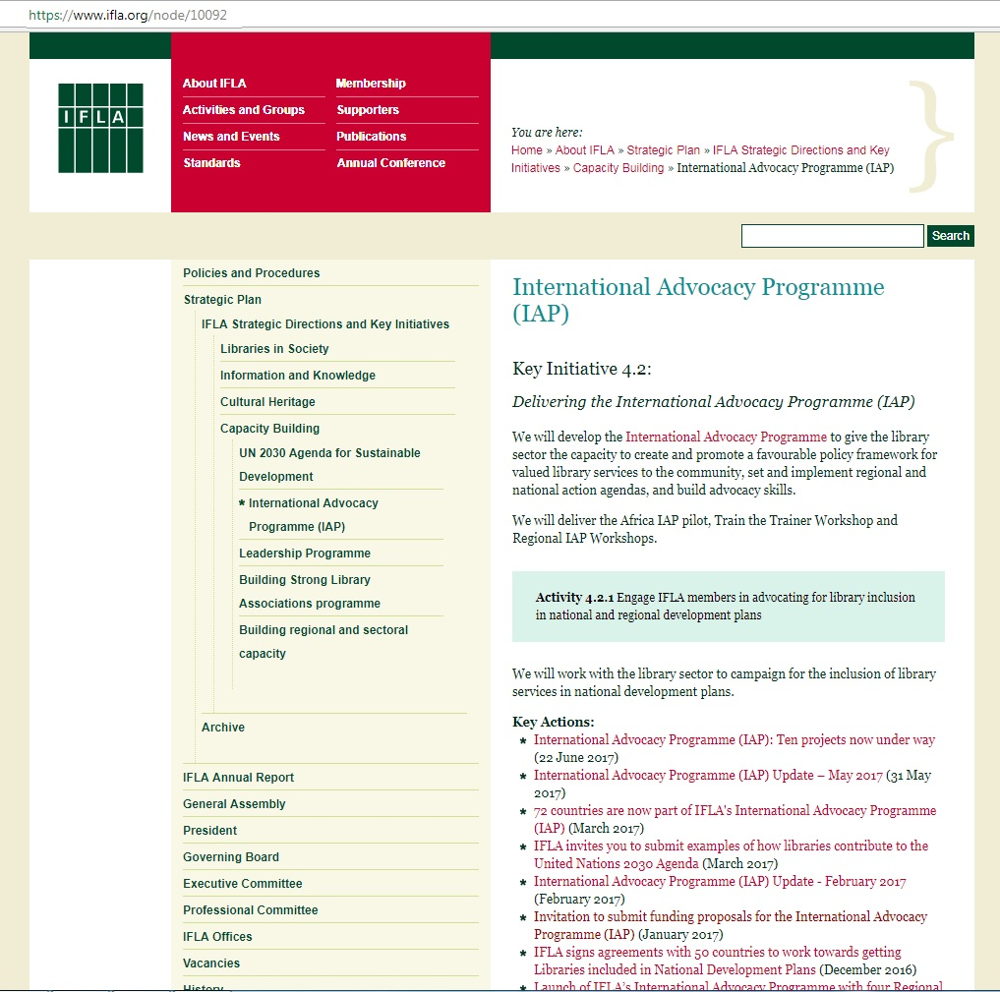 https://www.ifla.org/node/10092
IFLA
About IFLA
Activities and Groups
News and Events
Standards
Membership
Supporters
Publications
Annual Conference
You are here:
Home » About IFLA » Strategic Plan » IFLA Strategic Directions and Key
Initiatives » Capacity Building » International Advocacy Programme (IAP)
}
Search
Policies and Procedures
Strategic Plan
IFLA Strategic Directions and Key Initiatives
Libraries in Society
Information and Knowledge
Cultural Heritage
Capacity Building
UN 2030 Agenda for Sustainable
Development
* International Advocacy
Programme (IAP)
Leadership Programme
Building Strong Library
Associations programme
Building regional and sectoral
capacity
Archive
IFLA Annual Report
General Assembly
President
Governing Board
Executive Committee
Professional Committee
IFLA Offices
Vacancies
History
International Advocacy Programme
(IAP)
Key Initiative 4.2:
Delivering the International Advocacy Programme (IAP)
We will develop the International Advocacy Programme to give the library
sector the capacity to create and promote a favourable policy framework for
valued library services to the community, set and implement regional and
national action agendas, and build advocacy skills.
We will deliver the Africa IAP pilot, Train the Trainer Workshop and
Regional IAP Workshops.
Activity 4.2.1 Engage IFLA members in advocating for library inclusion
in national and regional development plans
We will work with the library sector to campaign for the inclusion of library
services in national development plans.
Key Actions:
* International Advocacy Programme (IAP): Ten projects now under way
(22 June 2017)
* International Advocacy Programme (IAP) Update – May 2017 (31 May
2017)
* 72 countries are now part of IFLA's International Advocacy Programme
(IAP) (March 2017)
* IFLA invites you to submit examples of how libraries contribute to the
United Nations 2030 Agenda (March 2017)
* International Advocacy Programme (IAP) Update - February 2017
(February 2017)
* Invitation to submit funding proposals for the International Advocacy
Programme (IAP) (January 2017)
* IFLA signs agreements with 50 countries to work towards getting
Libraries included in National Development Plans (December 2016)
* Launch of IFLA's International Advocacy Programme with four Regional